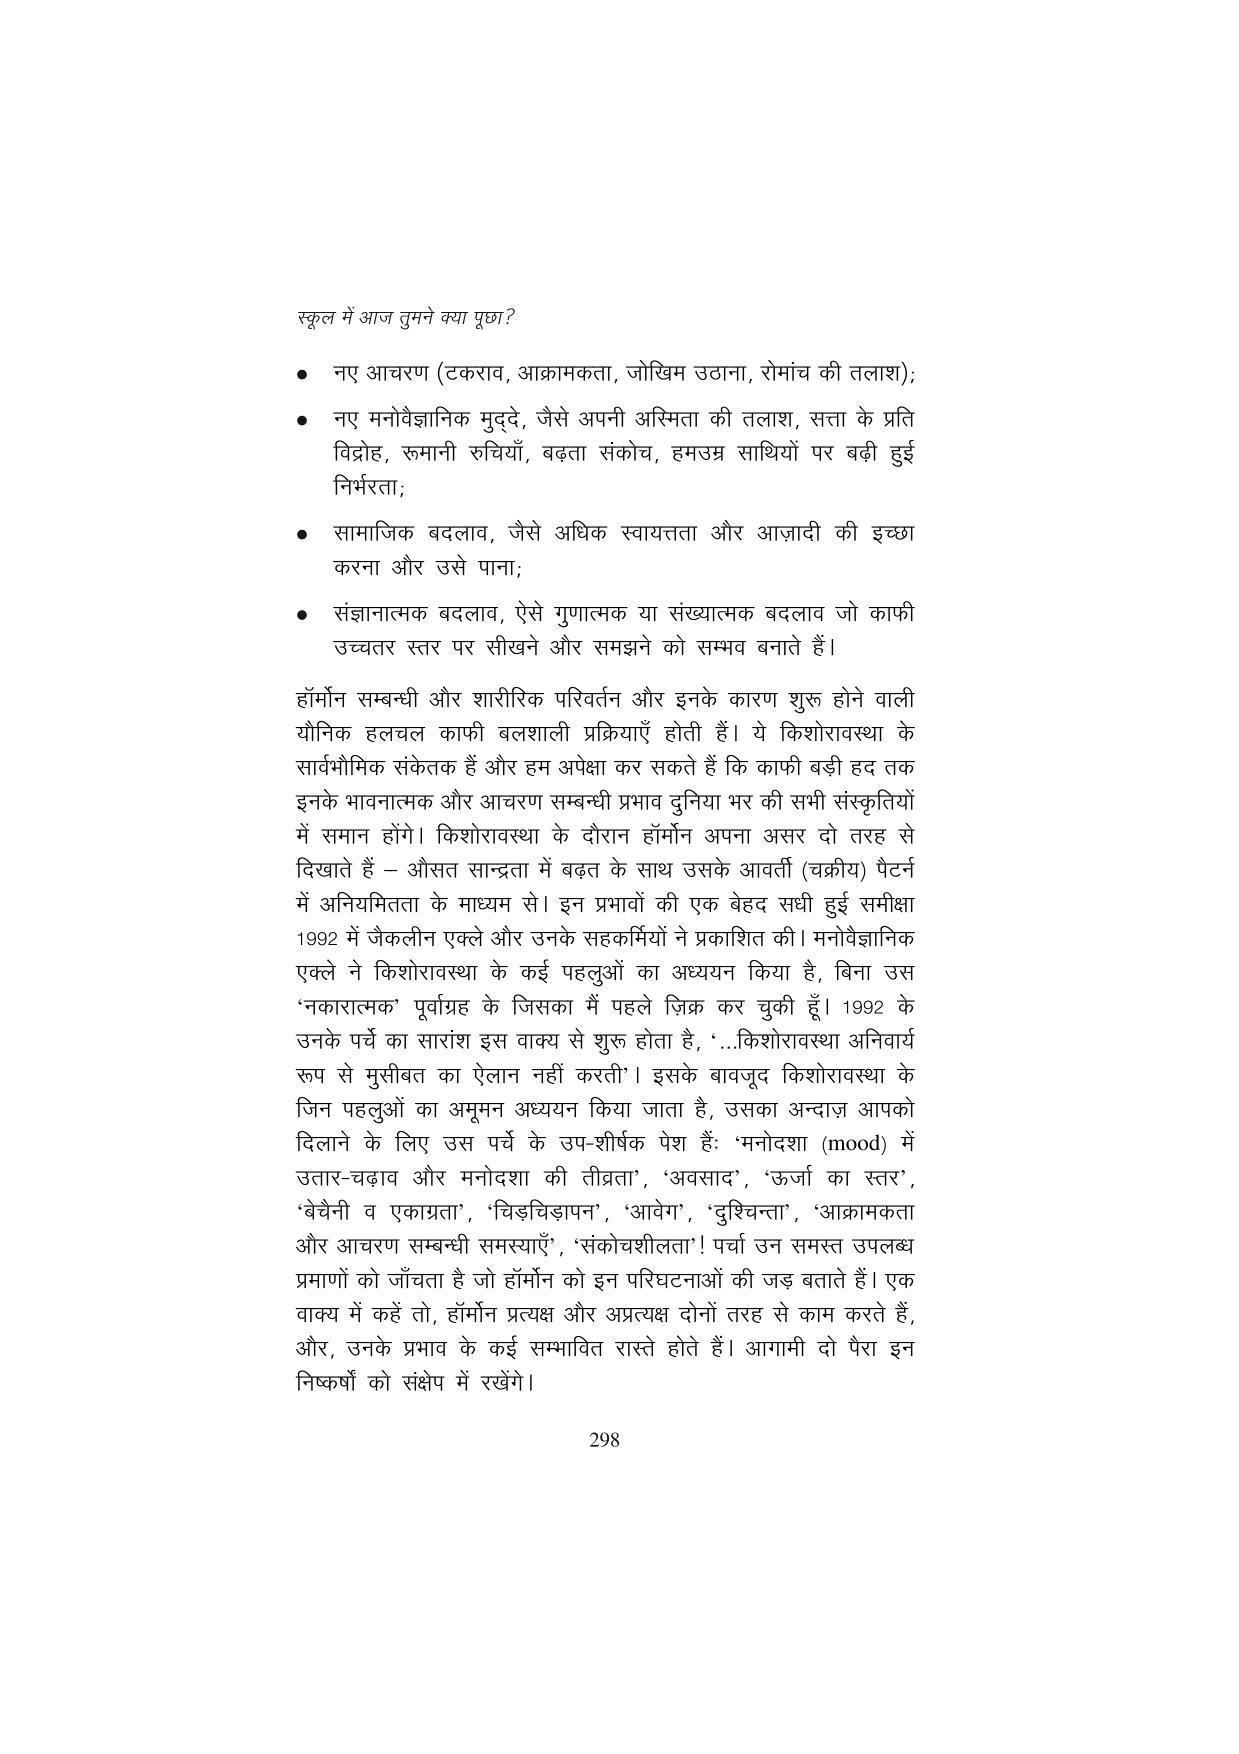 स्कूल में आज तुमने क्या पूछा?
● नए आचरण (टकराव, आक्रामकता, जोखिम उठाना, रोमांच की तलाश);
● नए मनोवैज्ञानिक मुद्दे, जैसे अपनी अस्मिता की तलाश, सत्ता के प्रति
विद्रोह, रूमानी रुचियाँ, बढ़ता संकोच, हमउम्र साथियों पर बढ़ी हुई
निर्भरता;
● सामाजिक बदलाव, जैसे अधिक स्वायत्तता और आज़ादी की इच्छा
करना और उसे पाना;
● संज्ञानात्मक बदलाव, ऐसे गुणात्मक या संख्यात्मक बदलाव जो काफी
उच्चतर स्तर पर सीखने और समझने को सम्भव बनाते हैं।
हॉर्मोन सम्बन्धी और शारीरिक परिवर्तन और इनके कारण शुरू होने वाली
यौनिक हलचल काफी बलशाली प्रक्रियाएँ होती हैं। ये किशोरावस्था के
सार्वभौमिक संकेतक हैं और हम अपेक्षा कर सकते हैं कि काफी बड़ी हद तक
इनके भावनात्मक और आचरण सम्बन्धी प्रभाव दुनिया भर की सभी संस्कृतियों
में समान होंगे। किशोरावस्था के दौरान हॉर्मोन अपना असर दो तरह से
दिखाते हैं – औसत सान्द्रता में बढ़त के साथ उसके आवर्ती (चक्रीय) पैटर्न
में अनियमितता के माध्यम से। इन प्रभावों की एक बेहद सधी हुई समीक्षा
1992 में जैकलीन एक्ले और उनके सहकर्मियों ने प्रकाशित की। मनोवैज्ञानिक
एक्ले ने किशोरावस्था के कई पहलुओं का अध्ययन किया है, बिना उस
‘नकारात्मक’ पूर्वाग्रह के जिसका मैं पहले ज़िक्र कर चुकी हूँ। 1992 के
उनके पर्चे का सारांश इस वाक्य से शुरू होता है, ‘...किशोरावस्था अनिवार्य
रूप से मुसीबत का ऐलान नहीं करती’। इसके बावजूद किशोरावस्था के
जिन पहलुओं का अमूमन अध्ययन किया जाता है, उसका अन्दाज़ आपको
दिलाने के लिए उस पर्चे के उप-शीर्षक पेश हैंः ‘मनोदशा (mood) में
उतार-चढ़ाव और मनोदशा की तीव्रता’, ‘अवसाद’, ‘ऊर्जा का स्तर’,
‘बेचैनी व एकाग्रता’, ‘चिड़चिड़ापन’, ‘आवेग’, ‘दुश्चिन्ता’, ‘आक्रामकता
और आचरण सम्बन्धी समस्याएँ’, ‘संकोचशीलता’! पर्चा उन समस्त उपलब्ध
प्रमाणों को जाँचता है जो हॉर्मोन को इन परिघटनाओं की जड़ बताते हैं। एक
वाक्य में कहें तो, हॉर्मोन प्रत्यक्ष और अप्रत्यक्ष दोनों तरह से काम करते हैं,
और, उनके प्रभाव के कई सम्भावित रास्ते होते हैं। आगामी दो पैरा इन
निष्कर्षों को संक्षेप में रखेंगे।
298